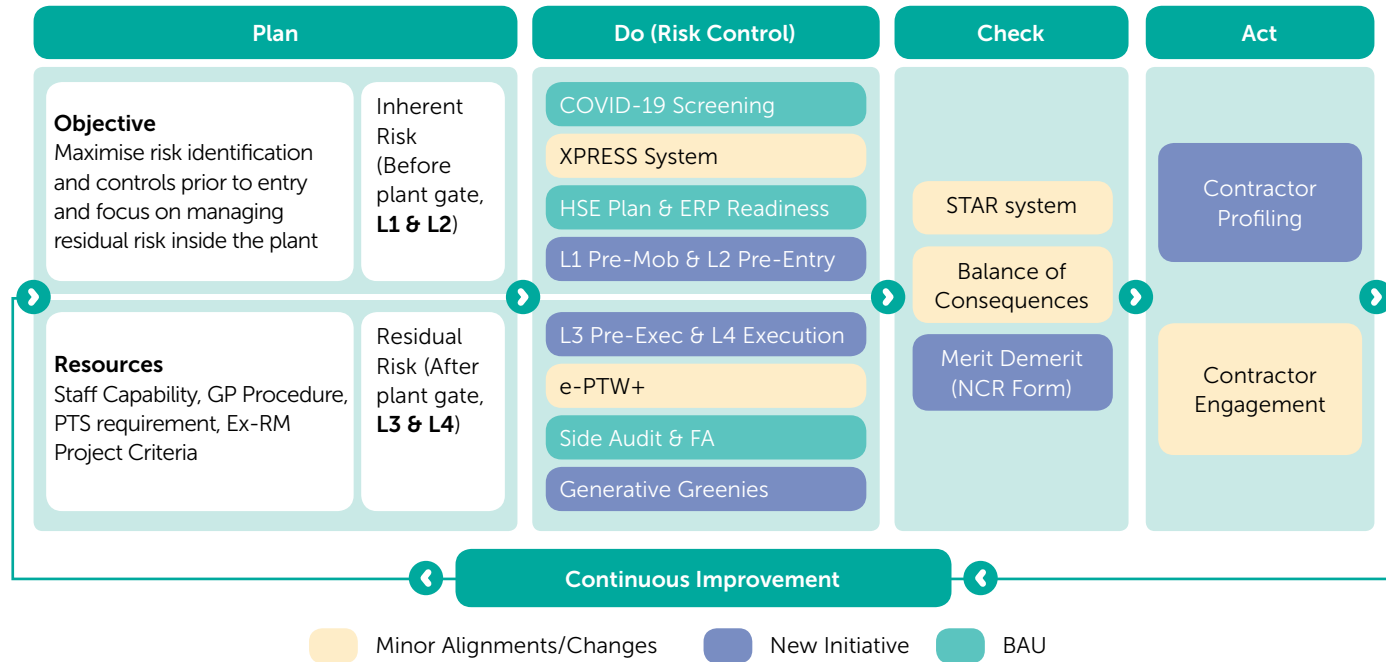 Plan
Do (Risk Control)
Check
Act
Objective
Maximise risk identification
and controls prior to entry
and focus on managing
residual risk inside the plant
Inherent
Risk
(Before
plant gate,
L1 & L2)
Resources
Staff Capability, GP Procedure,
PTS requirement, Ex-RM
Project Criteria
Residual
Risk (After
plant gate,
L3 & L4)
COVID-19 Screening
XPRESS System
HSE Plan & ERP Readiness
L1 Pre-Mob & L2 Pre-Entry
L3 Pre-Exec & L4 Execution
e-PTW+
Side Audit & FA
Generative Greenies
STAR system
Balance of
Consequences
Merit Demerit
(NCR Form)
Contractor
Profiling
Contractor
Engagement
Continuous Improvement
Minor Alignments/Changes
New Initiative
BAU